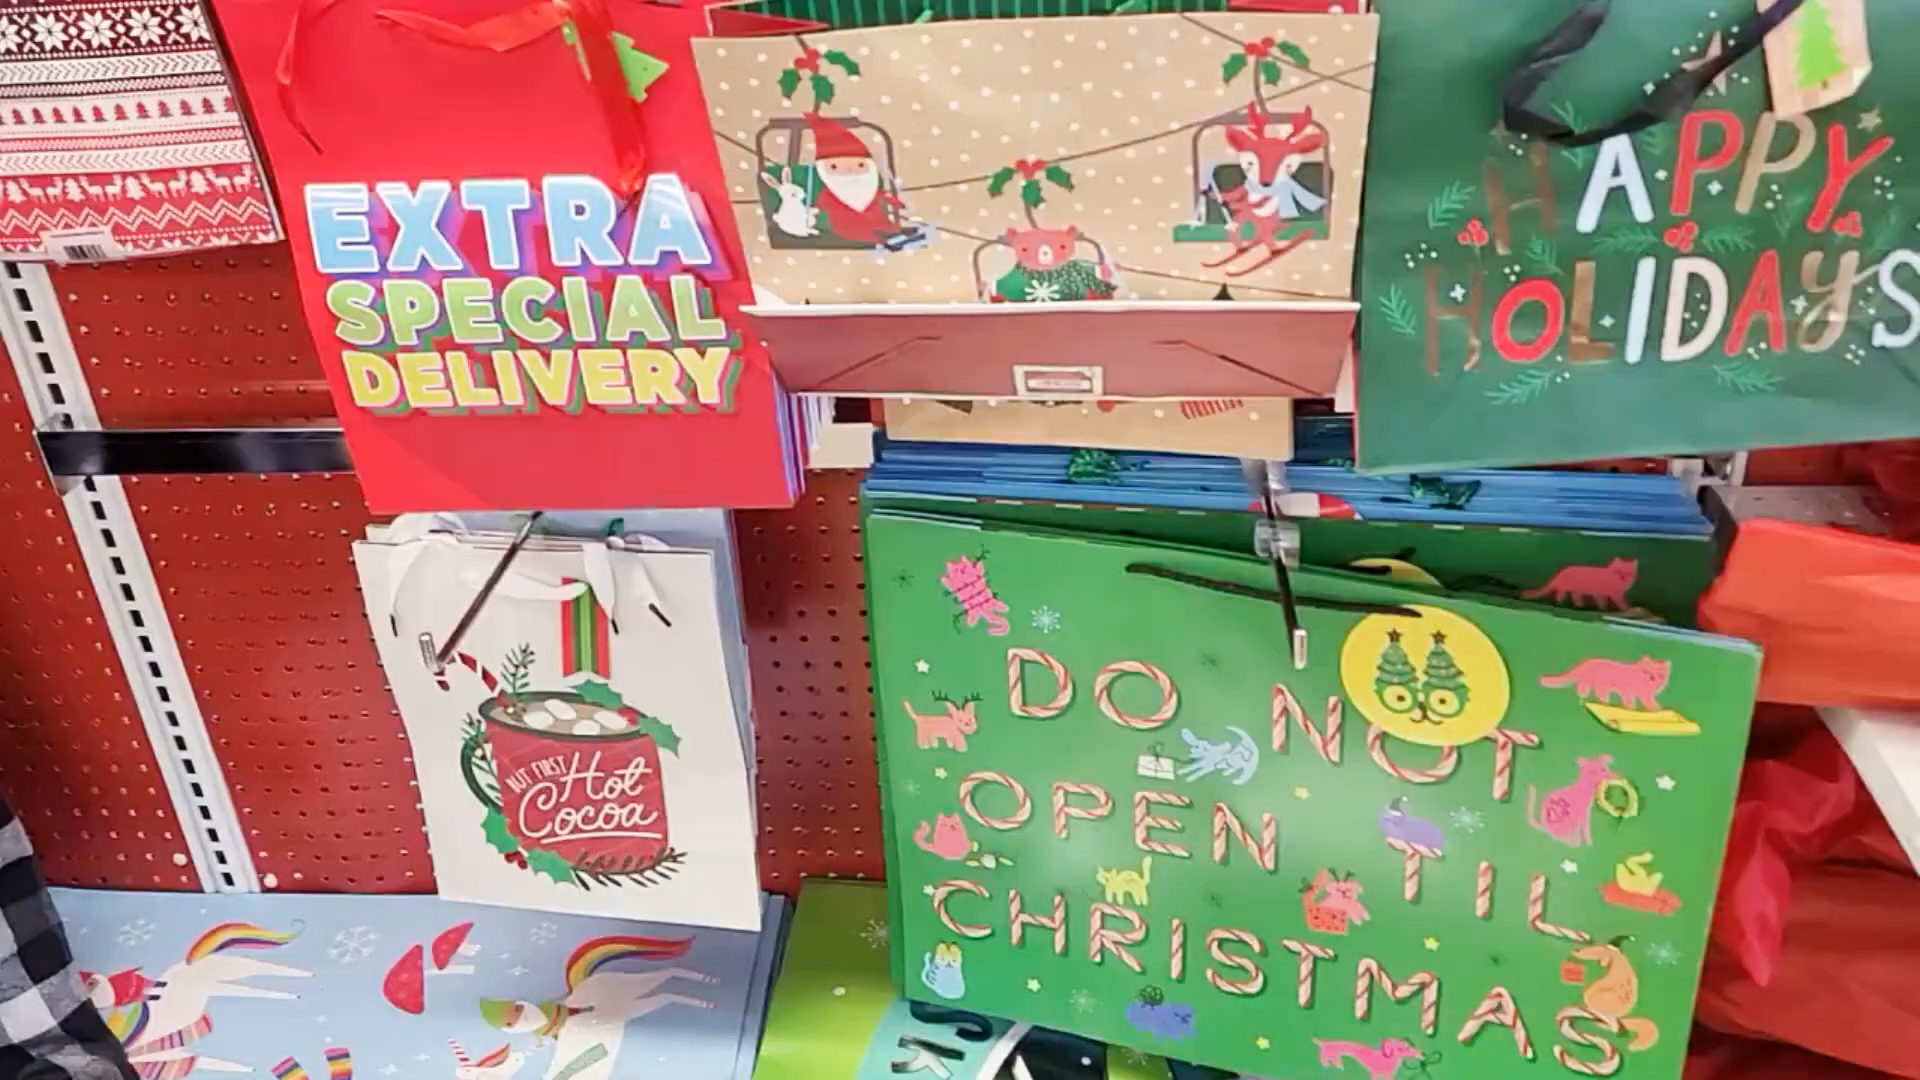 EXTRA
SPECIAL
DELIVERY
HAPPY
HOLIDAYS
BUT FIRST
Hot
Cocoa
DO NOT
OPEN TIL
CHRISTMAS